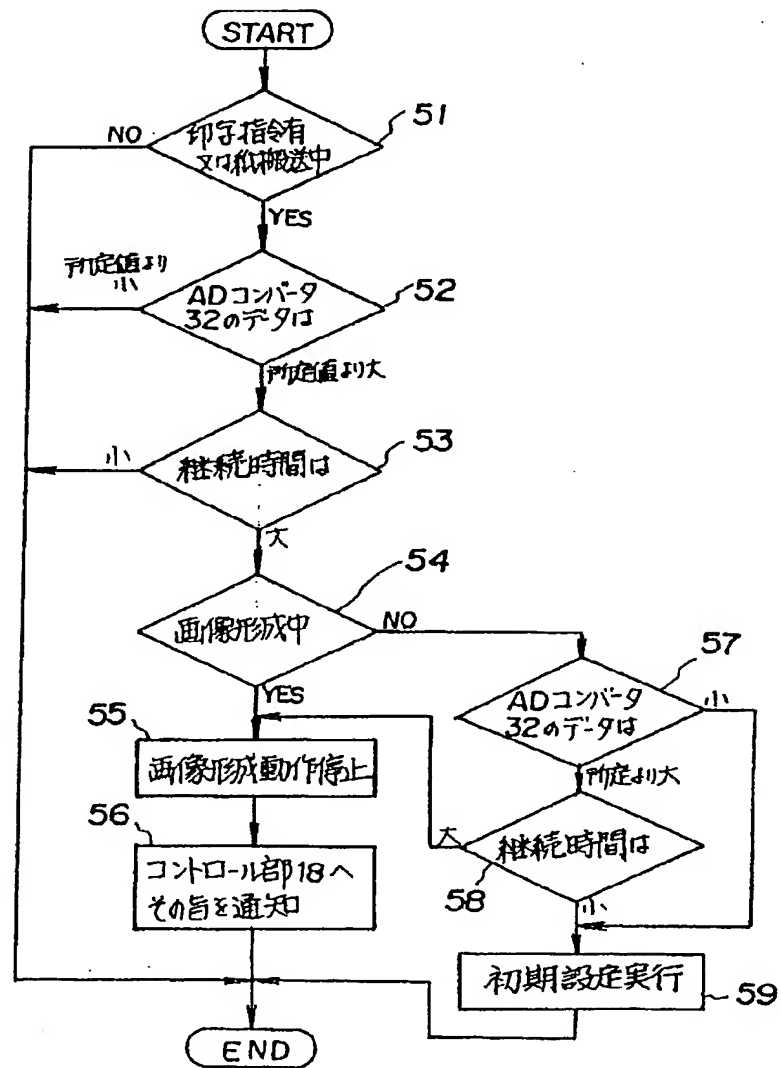 START
印字指令有
又は紙搬送中
51
NO
YES
所定値より
小
ADコンバータ
32のデータは
52
所定値より大
継続時間は
53
小
大
画像形成中
54
NO
YES
ADコンバータ
32のデータは
57
小
所定より大
55
画像形成動作停止
継続時間は
大
58
小
56
コントロール部18へ
その旨を通知
初期設定実行
59
END